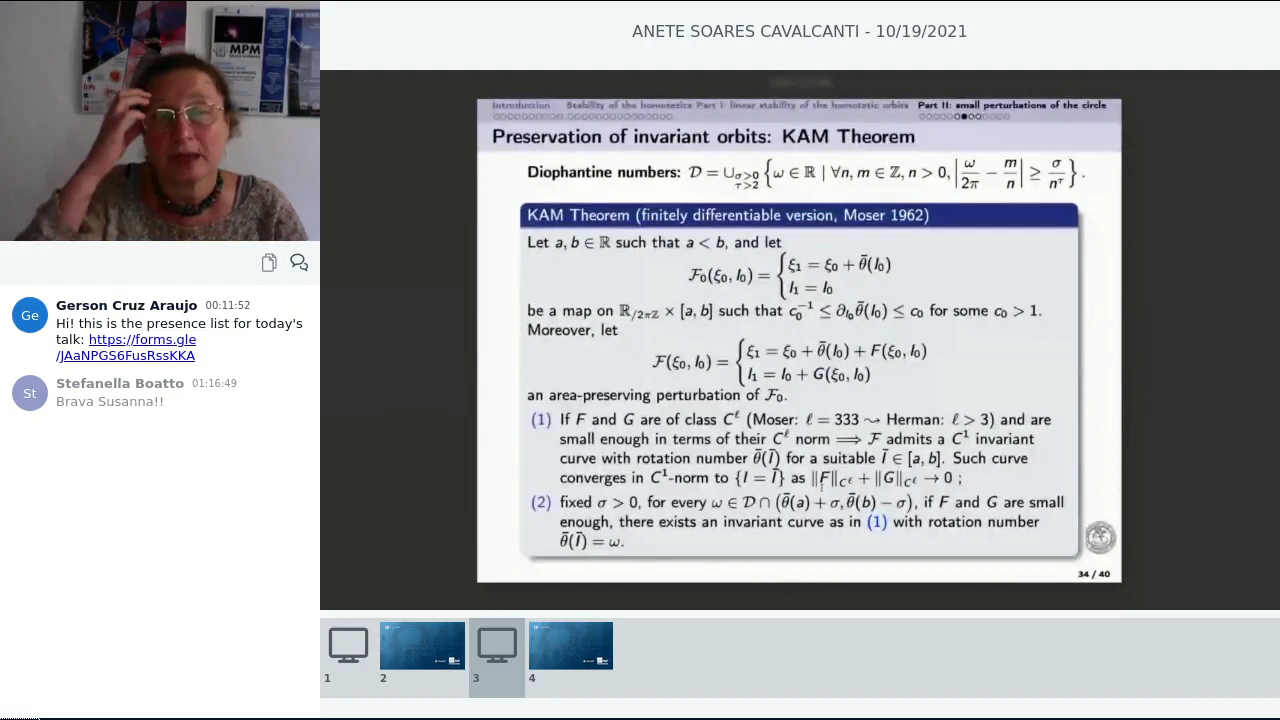 ANETE SOARES CAVALCANTI - 10/19/2021
MPM
Gerson Cruz Araujo 00:11:52
Ge
Hi! this is the presence list for today's
talk: https://forms.gle
/JAaNPGS6FusRssKKA
Stefanella Boatto 01:16:49
St
Brava Susanna!!
Introduction Stability of the homotetics Part I: linear stability of the homotetic orbits Part II: small perturbations of the circle
Preservation of invariant orbits: KAM Theorem
Diophantine numbers: 𝒟 = ∪_{σ>0, τ>2} { ω ∈ ℝ | ∀n, m ∈ ℤ, n > 0, | ω/2π − m/n | ≥ σ/n^τ } .
KAM Theorem (finitely differentiable version, Moser 1962)
Let a, b ∈ ℝ such that a < b, and let
ℱ₀(ξ₀, I₀) = { ξ₁ = ξ₀ + θ̄(I₀)
I₁ = I₀
be a map on ℝ/2πℤ × [a, b] such that c₀⁻¹ ≤ ∂_{I₀}θ̄(I₀) ≤ c₀ for some c₀ > 1.
Moreover, let
ℱ(ξ₀, I₀) = { ξ₁ = ξ₀ + θ̄(I₀) + F(ξ₀, I₀)
I₁ = I₀ + G(ξ₀, I₀)
an area-preserving perturbation of ℱ₀.
(1) If F and G are of class C^ℓ (Moser: ℓ = 333 ⇝ Herman: ℓ > 3) and are
small enough in terms of their C^ℓ norm ⟹ ℱ admits a C¹ invariant
curve with rotation number θ̄(Ī) for a suitable Ī ∈ [a, b]. Such curve
converges in C¹-norm to {I = Ī} as ‖F‖_{C^ℓ} + ‖G‖_{C^ℓ} → 0 ;
(2) fixed σ > 0, for every ω ∈ 𝒟 ∩ (θ̄(a) + σ, θ̄(b) − σ), if F and G are small
enough, there exists an invariant curve as in (1) with rotation number
θ̄(Ī) = ω.
34 / 40
1
2
3
4